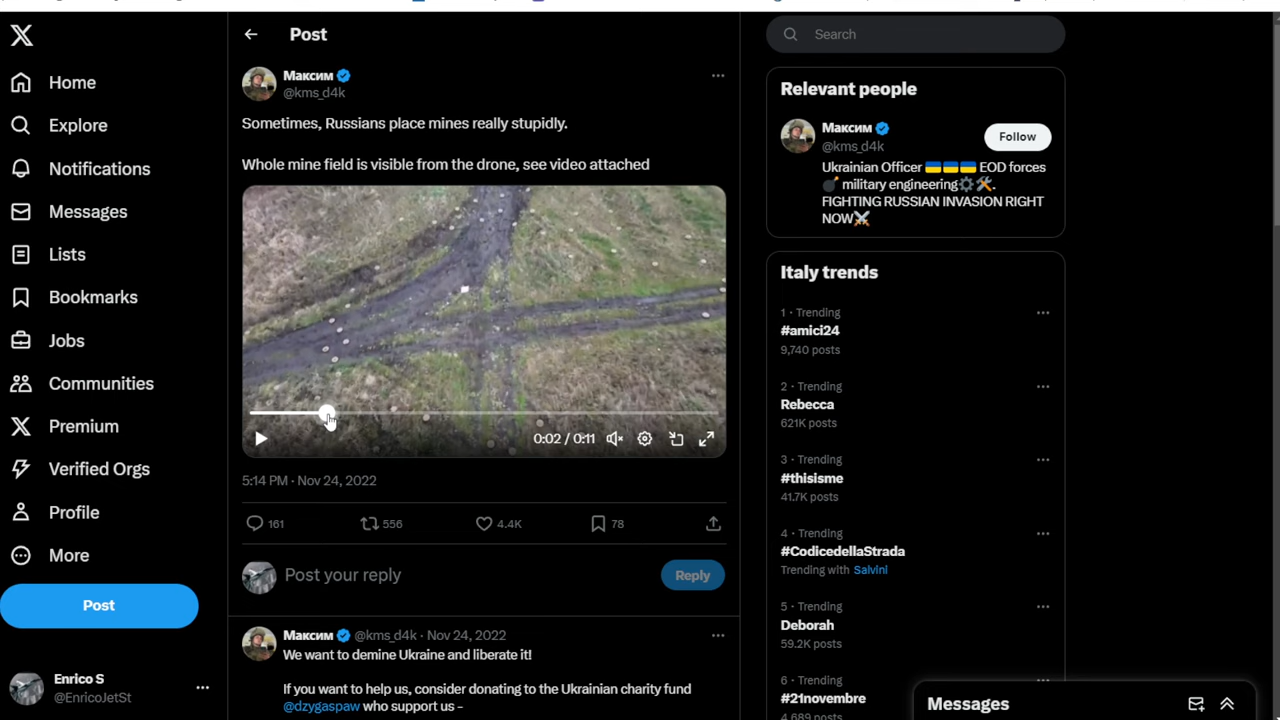 Home
Explore
Notifications
Messages
Lists
Bookmarks
Jobs
Communities
Premium
Verified Orgs
Profile
More
Post
Enrico S
@EnricoJetSt
Post
Максим
@kms_d4k
Sometimes, Russians place mines really stupidly.
Whole mine field is visible from the drone, see video attached
0:02 / 0:11
5:14 PM · Nov 24, 2022
161 556 4.4K 78
Post your reply
Reply
Максим @kms_d4k · Nov 24, 2022
We want to demine Ukraine and liberate it!
If you want to help us, consider donating to the Ukrainian charity fund
@dzygaspaw who support us –
Search
Relevant people
Максим
@kms_d4k
Follow
Ukrainian Officer 🇺🇦🇺🇦🇺🇦 EOD forces
💣 military engineering⚙️🛠️.
FIGHTING RUSSIAN INVASION RIGHT
NOW⚔️
Italy trends
1 · Trending
#amici24
9,740 posts
2 · Trending
Rebecca
621K posts
3 · Trending
#thisisme
41.7K posts
4 · Trending
#CodicedellaStrada
Trending with Salvini
5 · Trending
Deborah
59.2K posts
6 · Trending
#21novembre
4,689 posts
Messages